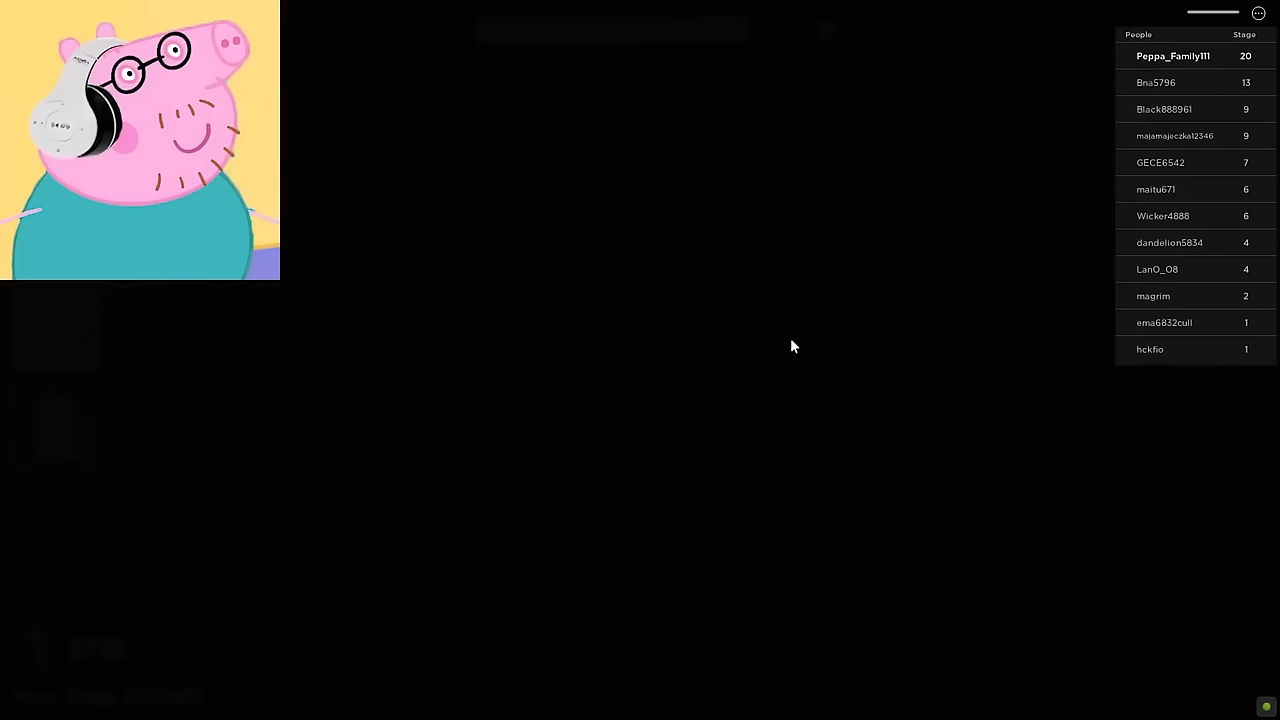 People Stage
Peppa_Family111 20
Bna5796 13
Black888961 9
majamajeczka12346 9
GECE6542 7
maitu671 6
Wicker4888 6
dandelion5834 4
LanO_O8 4
magrim 2
ema6832cull 1
hckfio 1